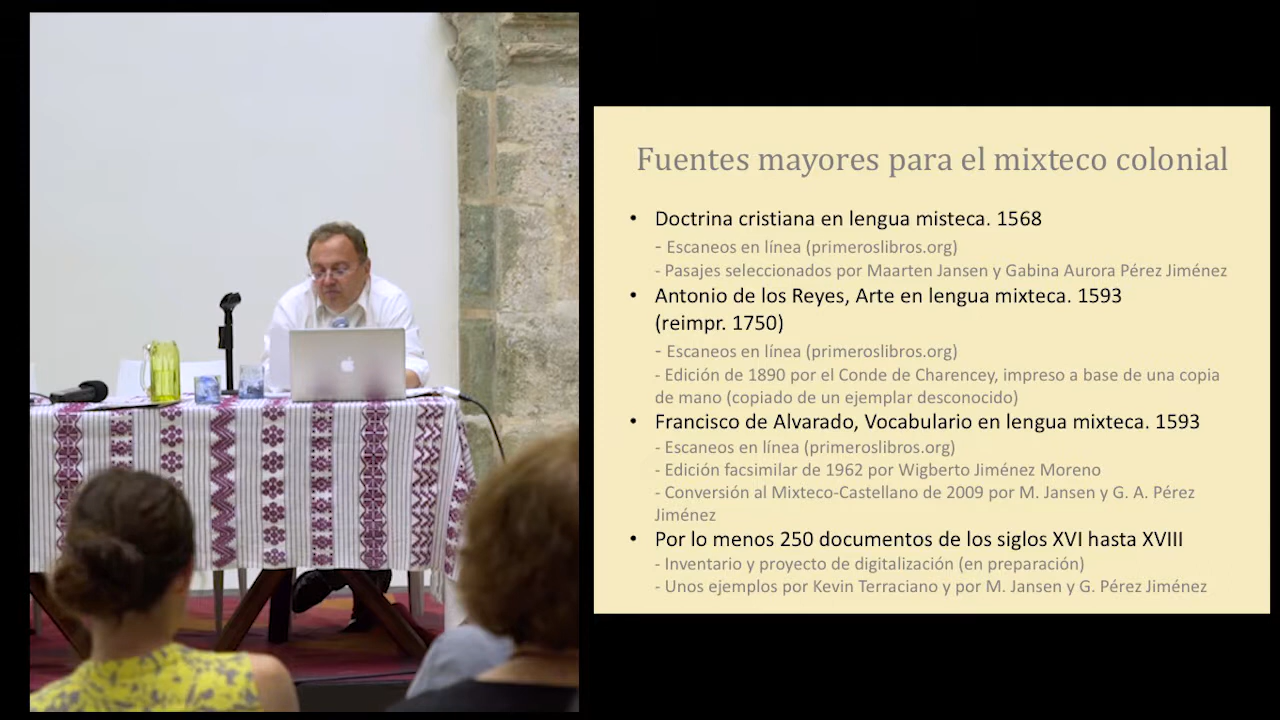 Fuentes mayores para el mixteco colonial
• Doctrina cristiana en lengua misteca. 1568
- Escaneos en línea (primeroslibros.org)
- Pasajes seleccionados por Maarten Jansen y Gabina Aurora Pérez Jiménez
• Antonio de los Reyes, Arte en lengua mixteca. 1593
(reimpr. 1750)
- Escaneos en línea (primeroslibros.org)
- Edición de 1890 por el Conde de Charencey, impreso a base de una copia
de mano (copiado de un ejemplar desconocido)
• Francisco de Alvarado, Vocabulario en lengua mixteca. 1593
- Escaneos en línea (primeroslibros.org)
- Edición facsimilar de 1962 por Wigberto Jiménez Moreno
- Conversión al Mixteco-Castellano de 2009 por M. Jansen y G. A. Pérez
Jiménez
• Por lo menos 250 documentos de los siglos XVI hasta XVIII
- Inventario y proyecto de digitalización (en preparación)
- Unos ejemplos por Kevin Terraciano y por M. Jansen y G. Pérez Jiménez